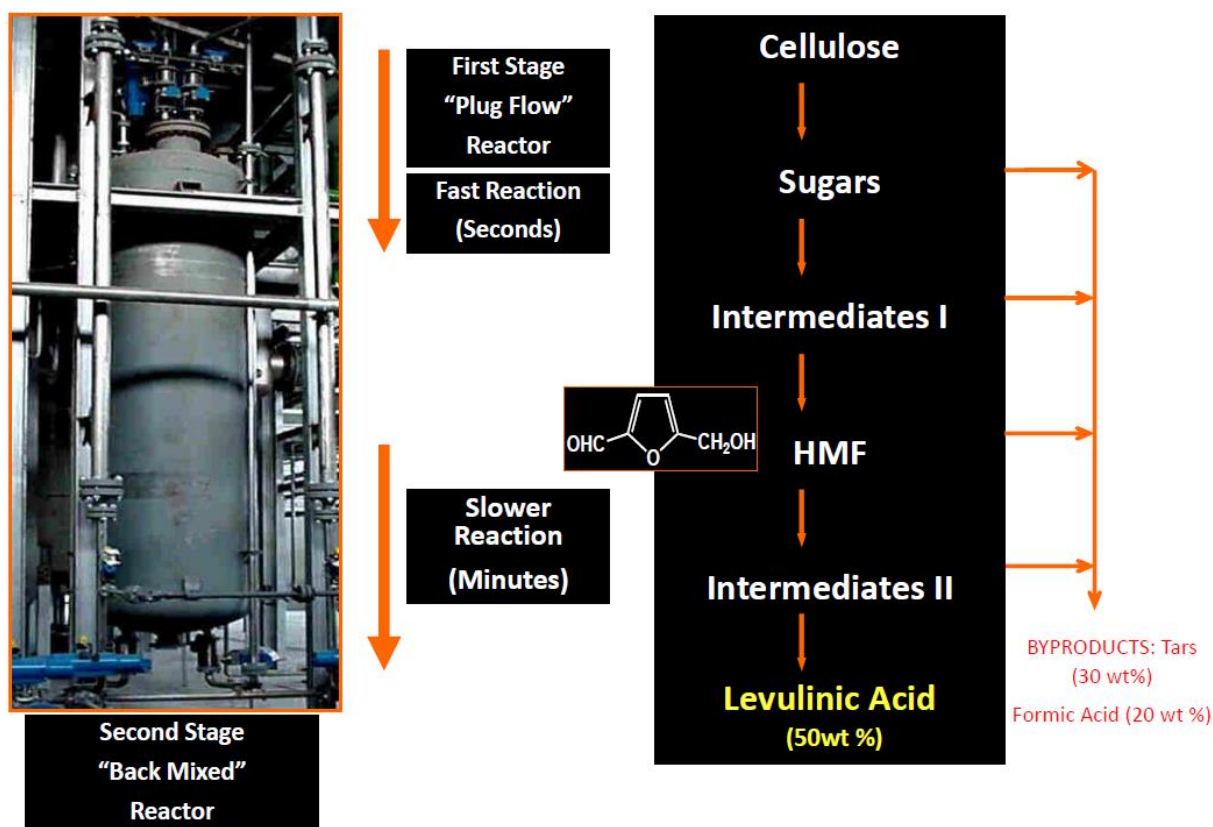 First Stage
“Plug Flow”
Reactor
Fast Reaction
(Seconds)
Slower
Reaction
(Minutes)
Second Stage
“Back Mixed”
Reactor
Cellulose
Sugars
Intermediates I
OHC
O
CH₂OH
HMF
Intermediates II
Levulinic Acid
(50wt %)
BYPRODUCTS: Tars
(30 wt%)
Formic Acid (20 wt %)